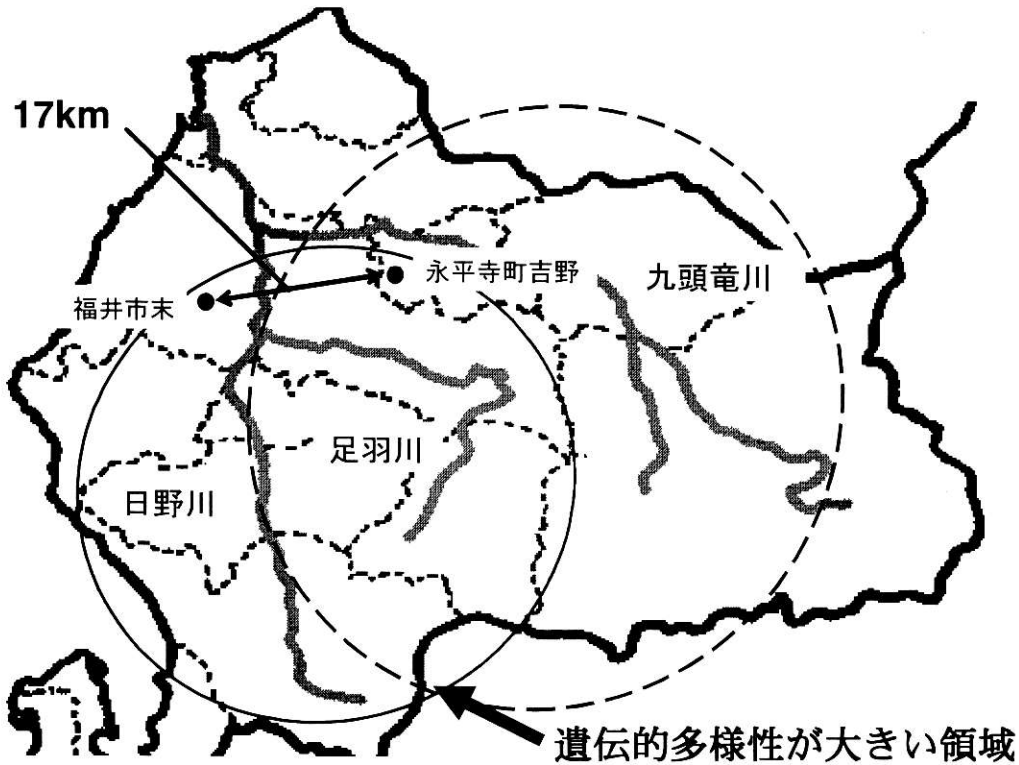 17km
永平寺町吉野
九頭竜川
福井市末
足羽川
日野川
遺伝的多様性が大きい領域